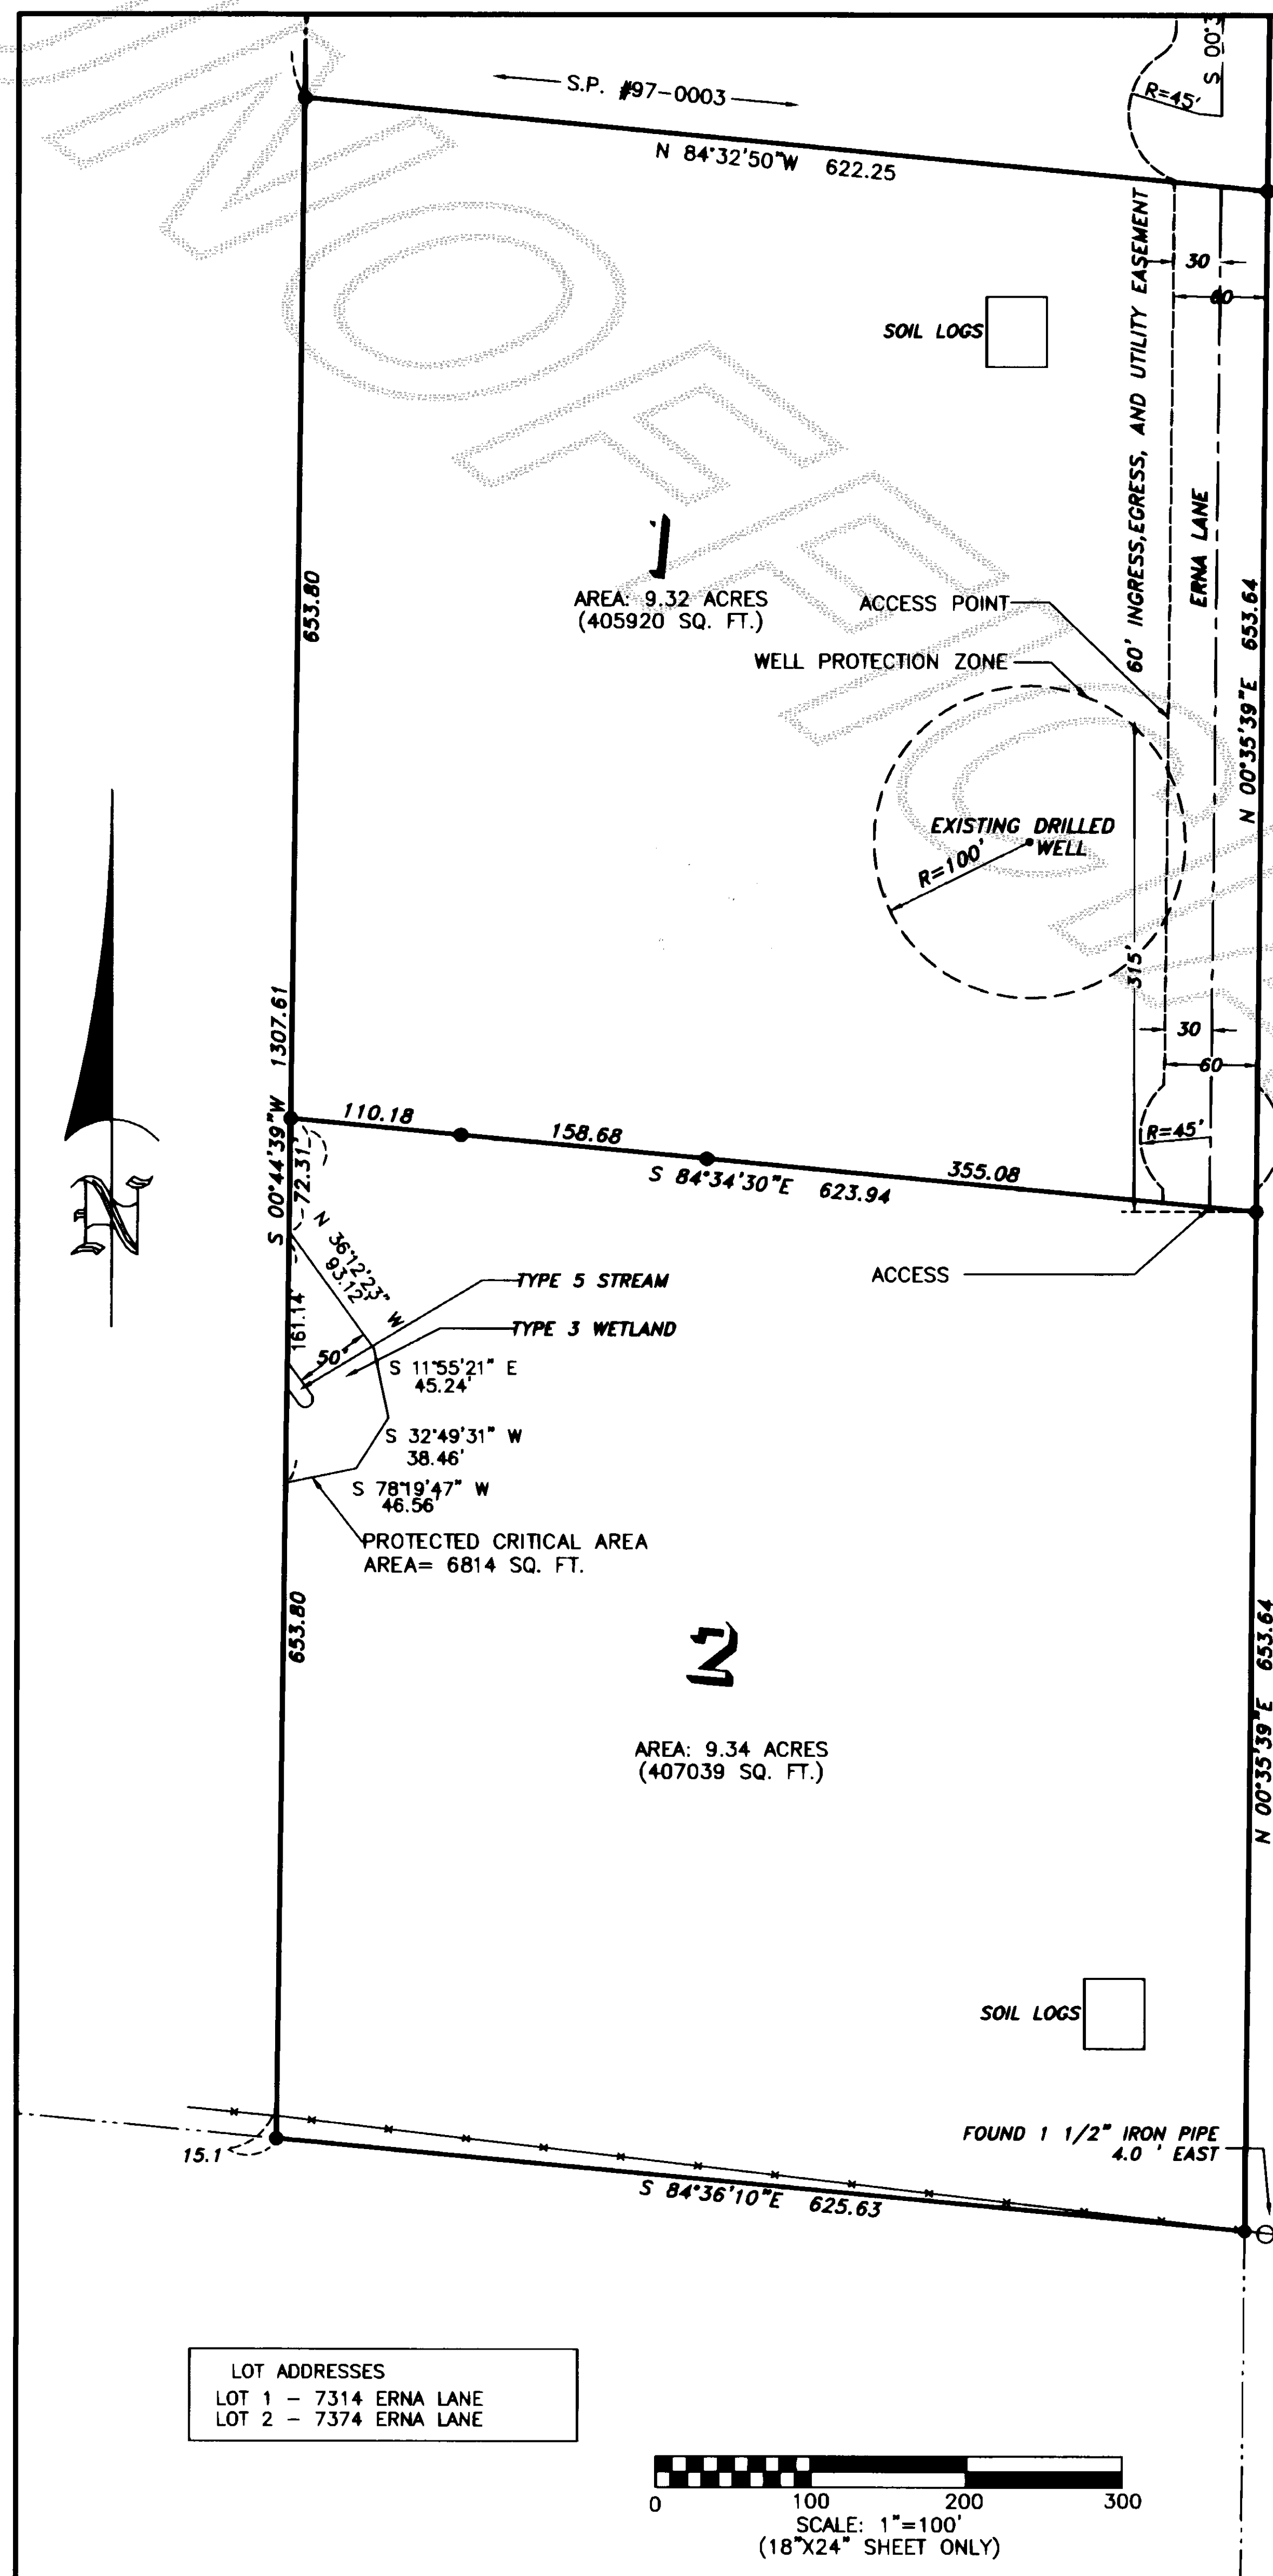 S.P. #97-0003
N 84°32'50"W 622.25
R=45'
S 00°3
60' INGRESS,EGRESS, AND UTILITY EASEMENT
30
60
SOIL LOGS
ERNA LANE
1
AREA: 9.32 ACRES
(405920 SQ. FT.)
ACCESS POINT
WELL PROTECTION ZONE
653.80
N 00°35'39"E 653.64
EXISTING DRILLED
WELL
R=100'
315'
S 00°44'39"W 1307.61
30
60
R=45'
110.18
158.68
355.08
S 84°34'30"E 623.94
72.31'
N 36°12'23" W
93.12'
ACCESS
TYPE 5 STREAM
TYPE 3 WETLAND
161.14'
50'
S 11°55'21" E
45.24'
S 32°49'31" W
38.46'
S 78°19'47" W
46.56'
PROTECTED CRITICAL AREA
AREA= 6814 SQ. FT.
653.80
2
N 00°35'39"E 653.64
AREA: 9.34 ACRES
(407039 SQ. FT.)
SOIL LOGS
FOUND 1 1/2" IRON PIPE
4.0 ' EAST
15.1
S 84°36'10"E 625.63
LOT ADDRESSES
LOT 1 - 7314 ERNA LANE
LOT 2 - 7374 ERNA LANE
0 100 200 300
SCALE: 1"=100'
(18"X24" SHEET ONLY)
N